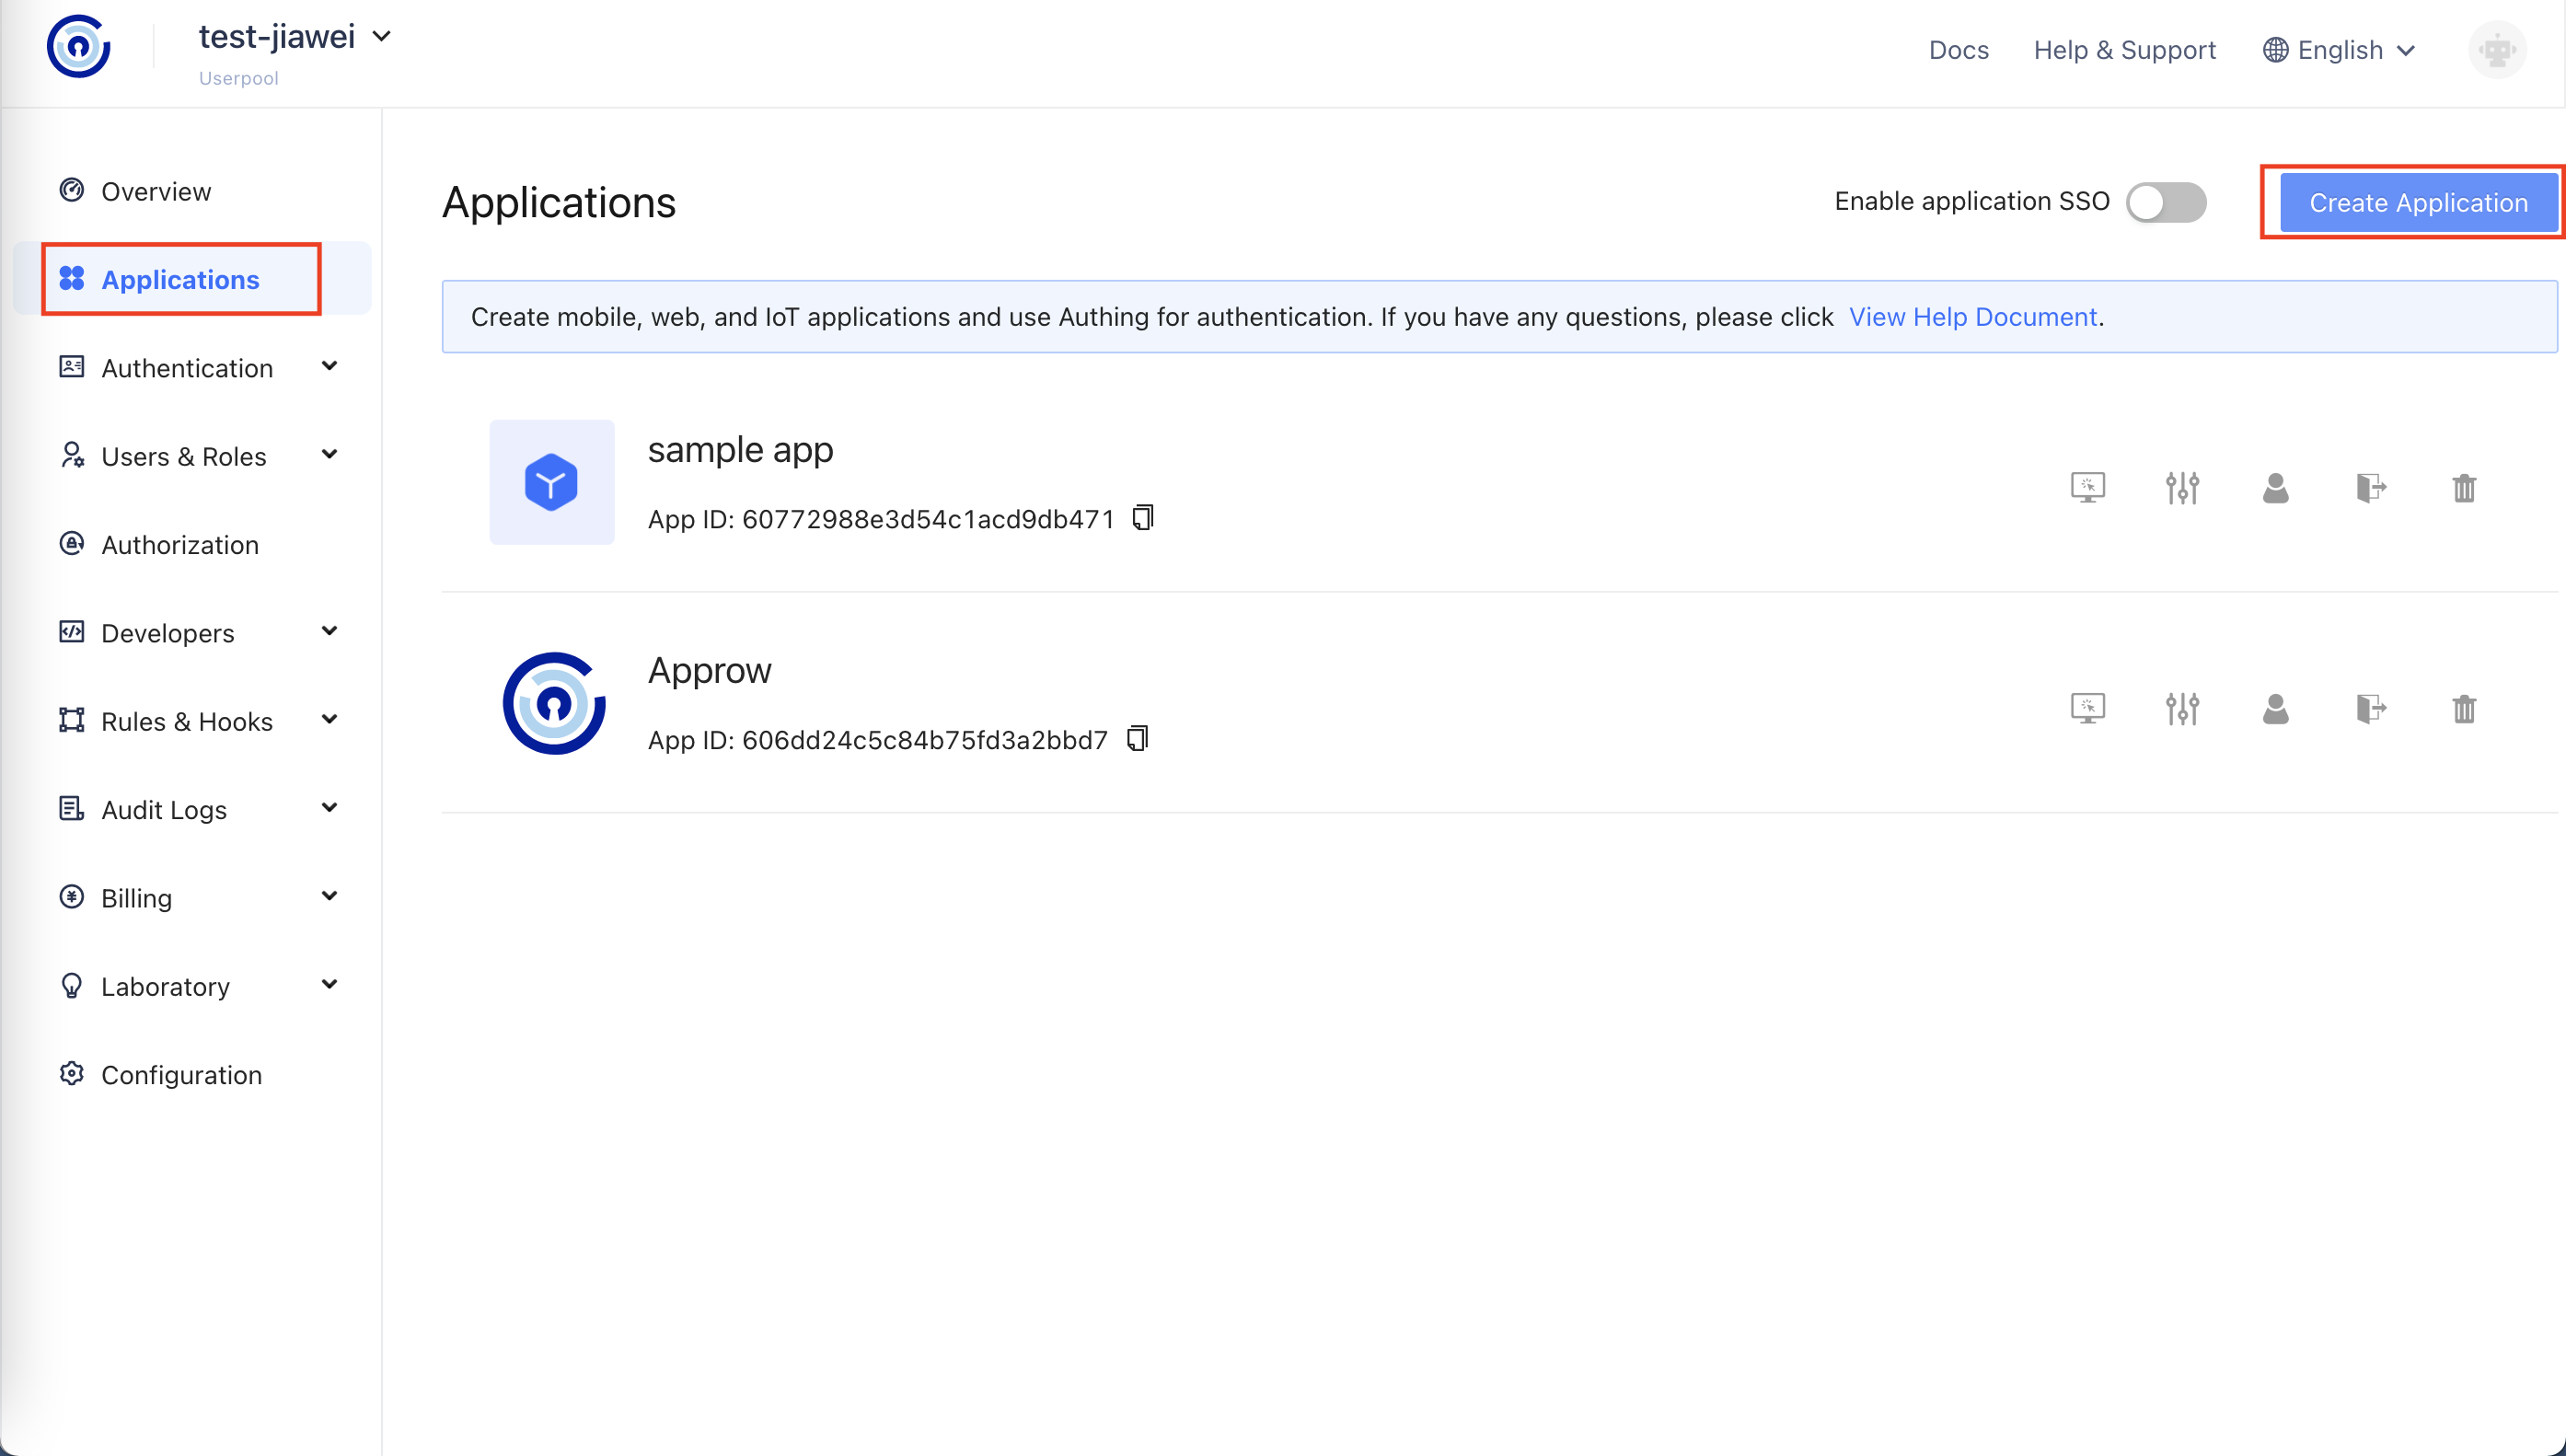 test-jiawei
Userpool
Docs
Help & Support
English
Overview
Applications
Authentication
Users & Roles
Authorization
Developers
Rules & Hooks
Audit Logs
Billing
Laboratory
Configuration
Applications
Enable application SSO
Create Application
Create mobile, web, and IoT applications and use Authing for authentication. If you have any questions, please click View Help Document.
sample app
App ID: 60772988e3d54c1acd9db471
Approw
App ID: 606dd24c5c84b75fd3a2bbd7